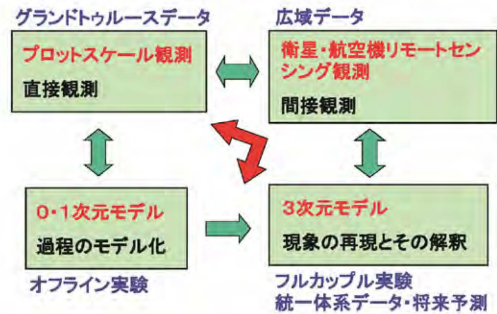 グランドトゥルースデータ
広域データ
プロットスケール観測
直接観測
衛星・航空機リモートセン
シング観測
間接観測
0・1次元モデル
過程のモデル化
3次元モデル
現象の再現とその解釈
オフライン実験
フルカップル実験
統一体系データ・将来予測